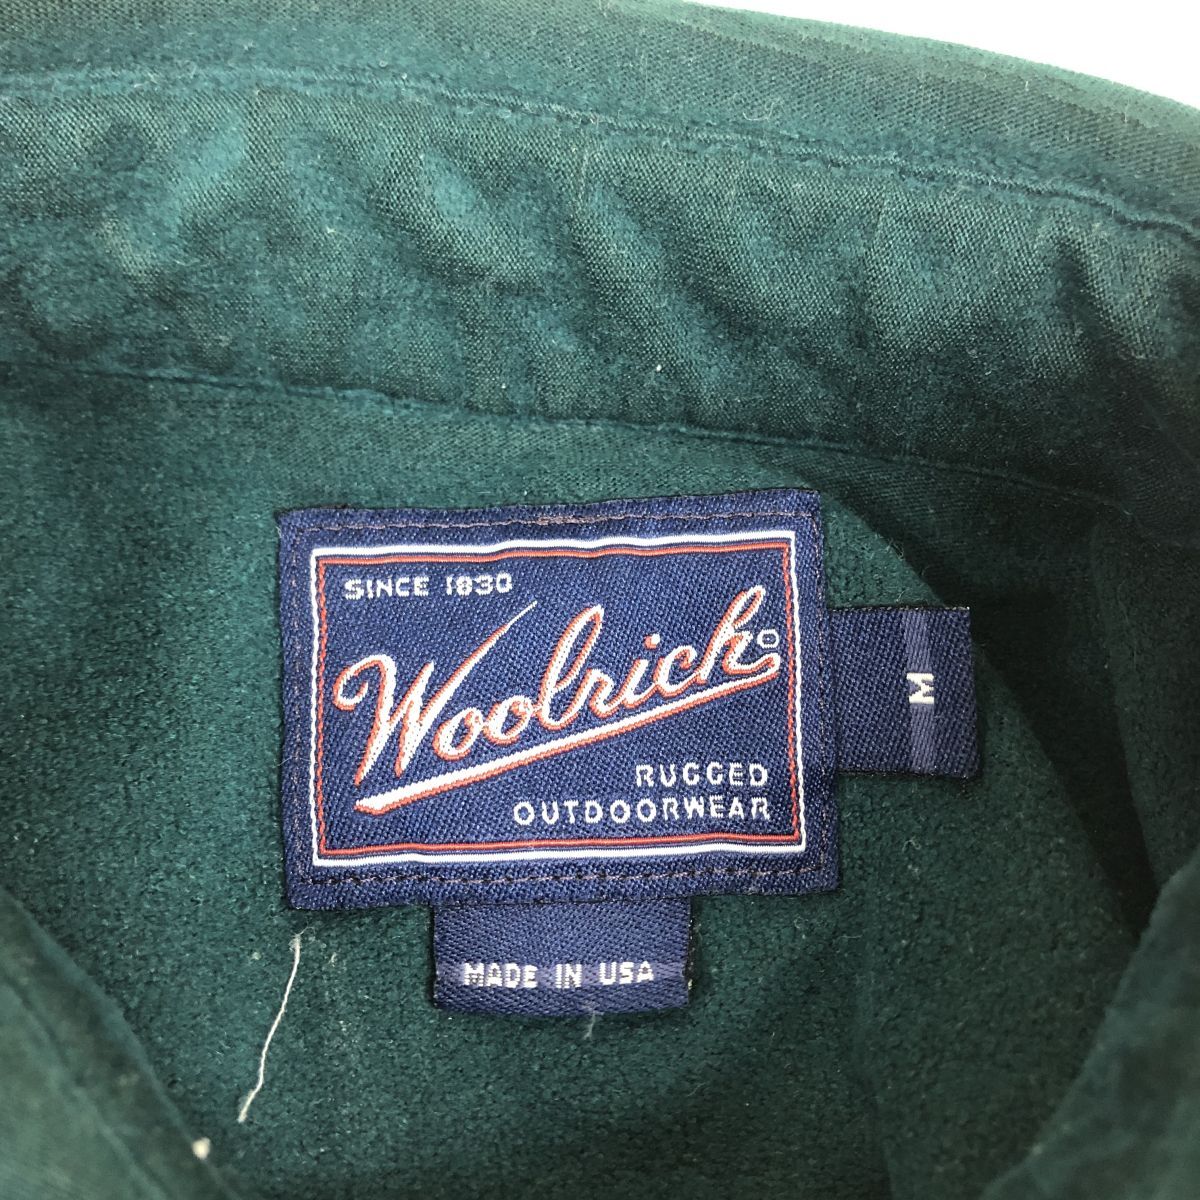 SINCE 1830
Woolrich®
M
RUGGED
OUTDOORWEAR
MADE IN USA